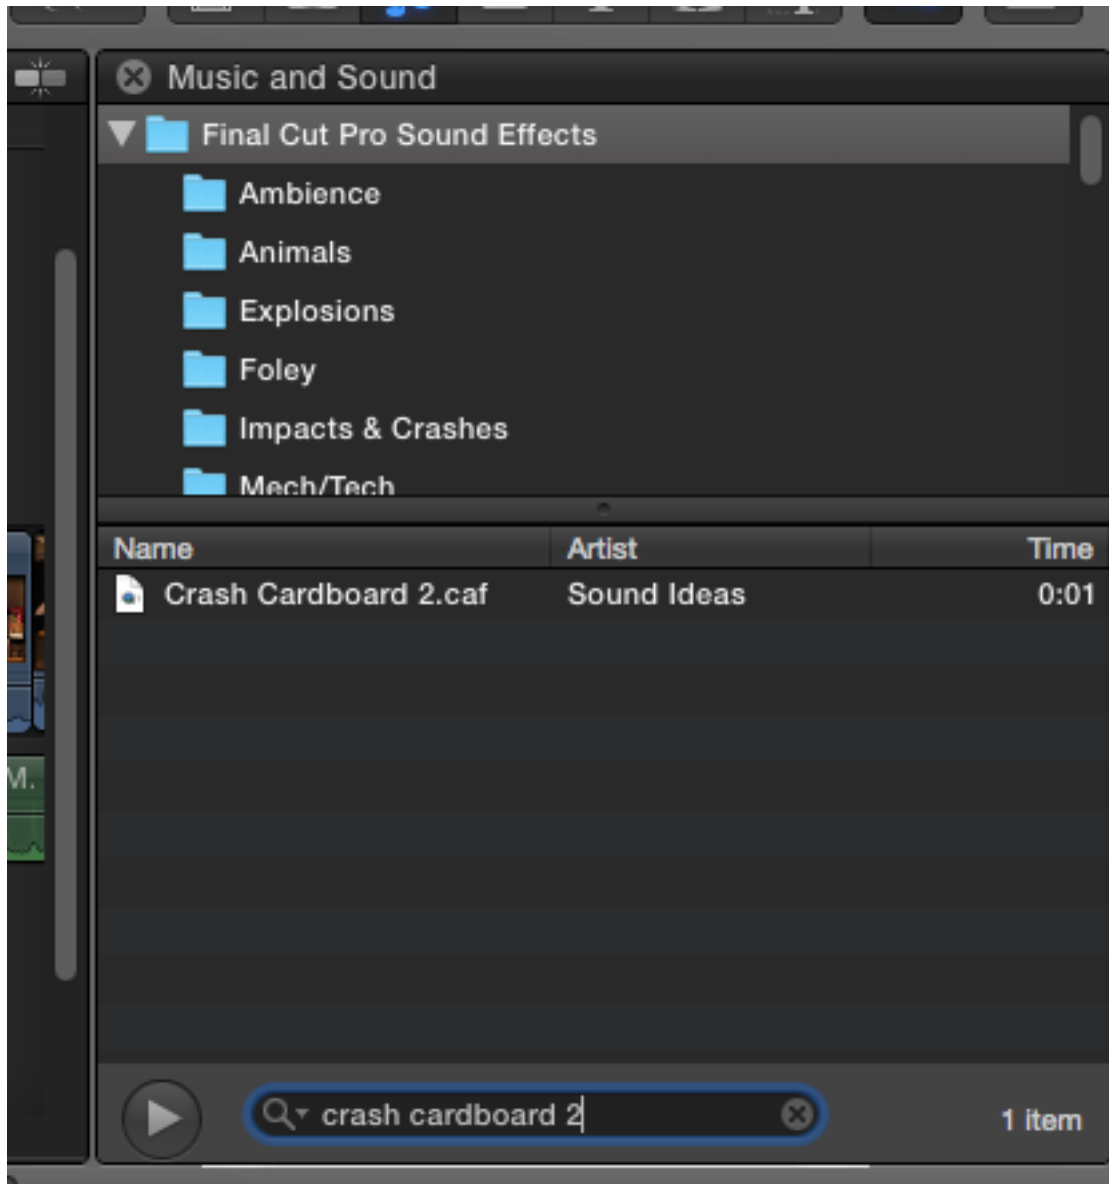 Music and Sound
Final Cut Pro Sound Effects
Ambience
Animals
Explosions
Foley
Impacts & Crashes
Mech/Tech
Name Artist Time
Crash Cardboard 2.caf Sound Ideas 0:01
M.
crash cardboard 2
1 item